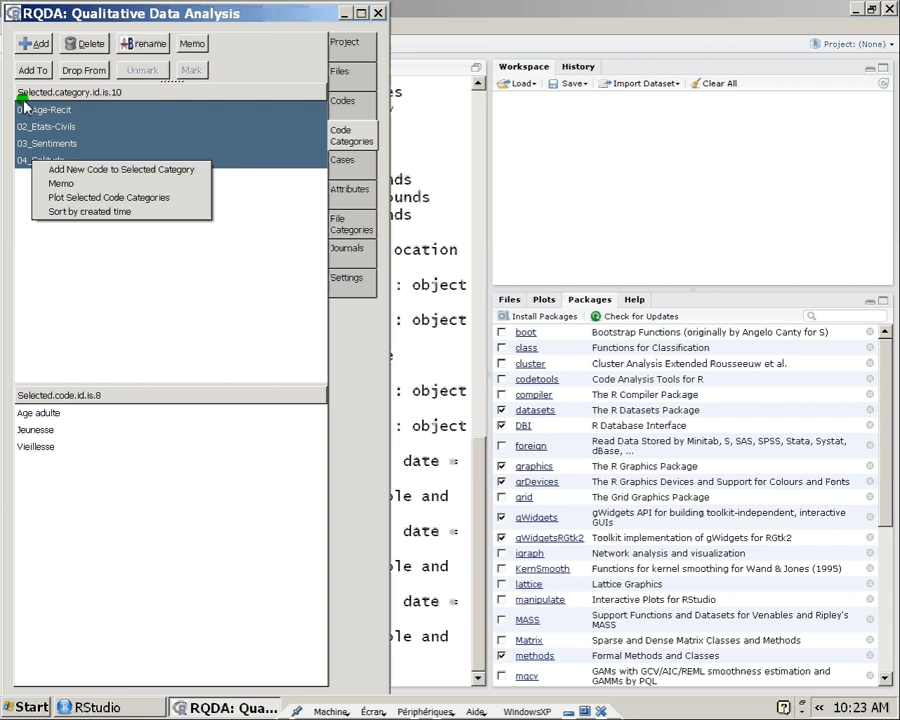 RQDA: Qualitative Data Analysis
Add
Delete
rename
Memo
Add To
Drop From
Unmark
Mark
Selected.category.id.is.10
Age-Recit
02_Etats-Civils
03_Sentiments
Add New Code to Selected Category
Memo
Plot Selected Code Categories
Sort by created time
Selected.code.id.is.8
Age adulte
Jeunesse
Vieillesse
Project
Files
Codes
Code
Categories
Cases
Attributes
File
Categories
Journals
Settings
es
nds
ounds
nds
ocation
: object
: object
: object
: object
date =
ple and
date =
ple and
date =
ple and
Project: (None)
Workspace
History
Load
Save
Import Dataset
Clear All
Files
Plots
Packages
Help
Install Packages
Check for Updates
boot Bootstrap Functions (originally by Angelo Canty for S)
class Functions for Classification
cluster Cluster Analysis Extended Rousseeuw et al.
codetools Code Analysis Tools for R
compiler The R Compiler Package
datasets The R Datasets Package
DBI R Database Interface
foreign Read Data Stored by Minitab, S, SAS, SPSS, Stata, Systat,
dBase, ...
graphics The R Graphics Package
grDevices The R Graphics Devices and Support for Colours and Fonts
grid The Grid Graphics Package
gWidgets gWidgets API for building toolkit-independent, interactive
GUIs
gWidgetsRGtk2 Toolkit implementation of gWidgets for RGtk2
igraph Network analysis and visualization
KernSmooth Functions for kernel smoothing for Wand & Jones (1995)
lattice Lattice Graphics
manipulate Interactive Plots for RStudio
MASS Support Functions and Datasets for Venables and Ripley's
MASS
Matrix Sparse and Dense Matrix Classes and Methods
methods Formal Methods and Classes
mgcv GAMs with GCV/AIC/REML smoothness estimation and
GAMMs by PQL
Start
RStudio
RQDA: Qua...
Machine
Écran
Périphériques
Aide
WindowsXP
10:23 AM